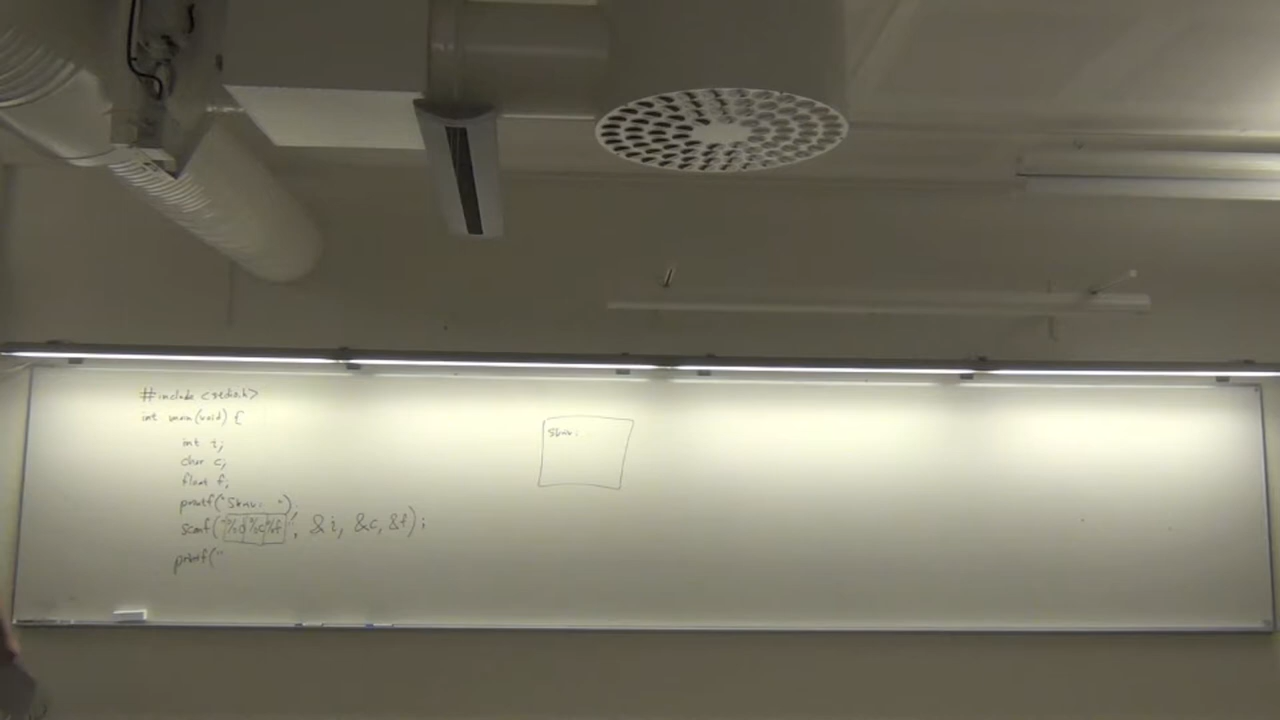 #include <stdio.h>
int main(void) {
int i;
char c;
float f;
printf("Skriv: ");
scanf("%d%c%f", &i, &c, &f);
printf("
Skriv: